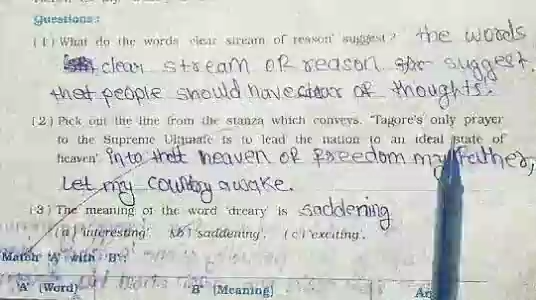 Questions :
(1) What do the words 'clear stream of reason' suggest? the words
clear stream of reason suggest.
that people should have clear of thoughts.
(2) Pick out the line from the stanza which conveys. 'Tagore's only prayer
to the Supreme Ultimate is to lead the nation to an ideal state of
heaven'. into that heaven of freedom my Father,
Let my country awake.
(3) The meaning of the word 'dreary' is saddening
(a) 'interesting'. (b) 'saddening'. (c) 'exciting'.
Match 'A' with 'B':
'A' (Word) 'B' (Meaning)